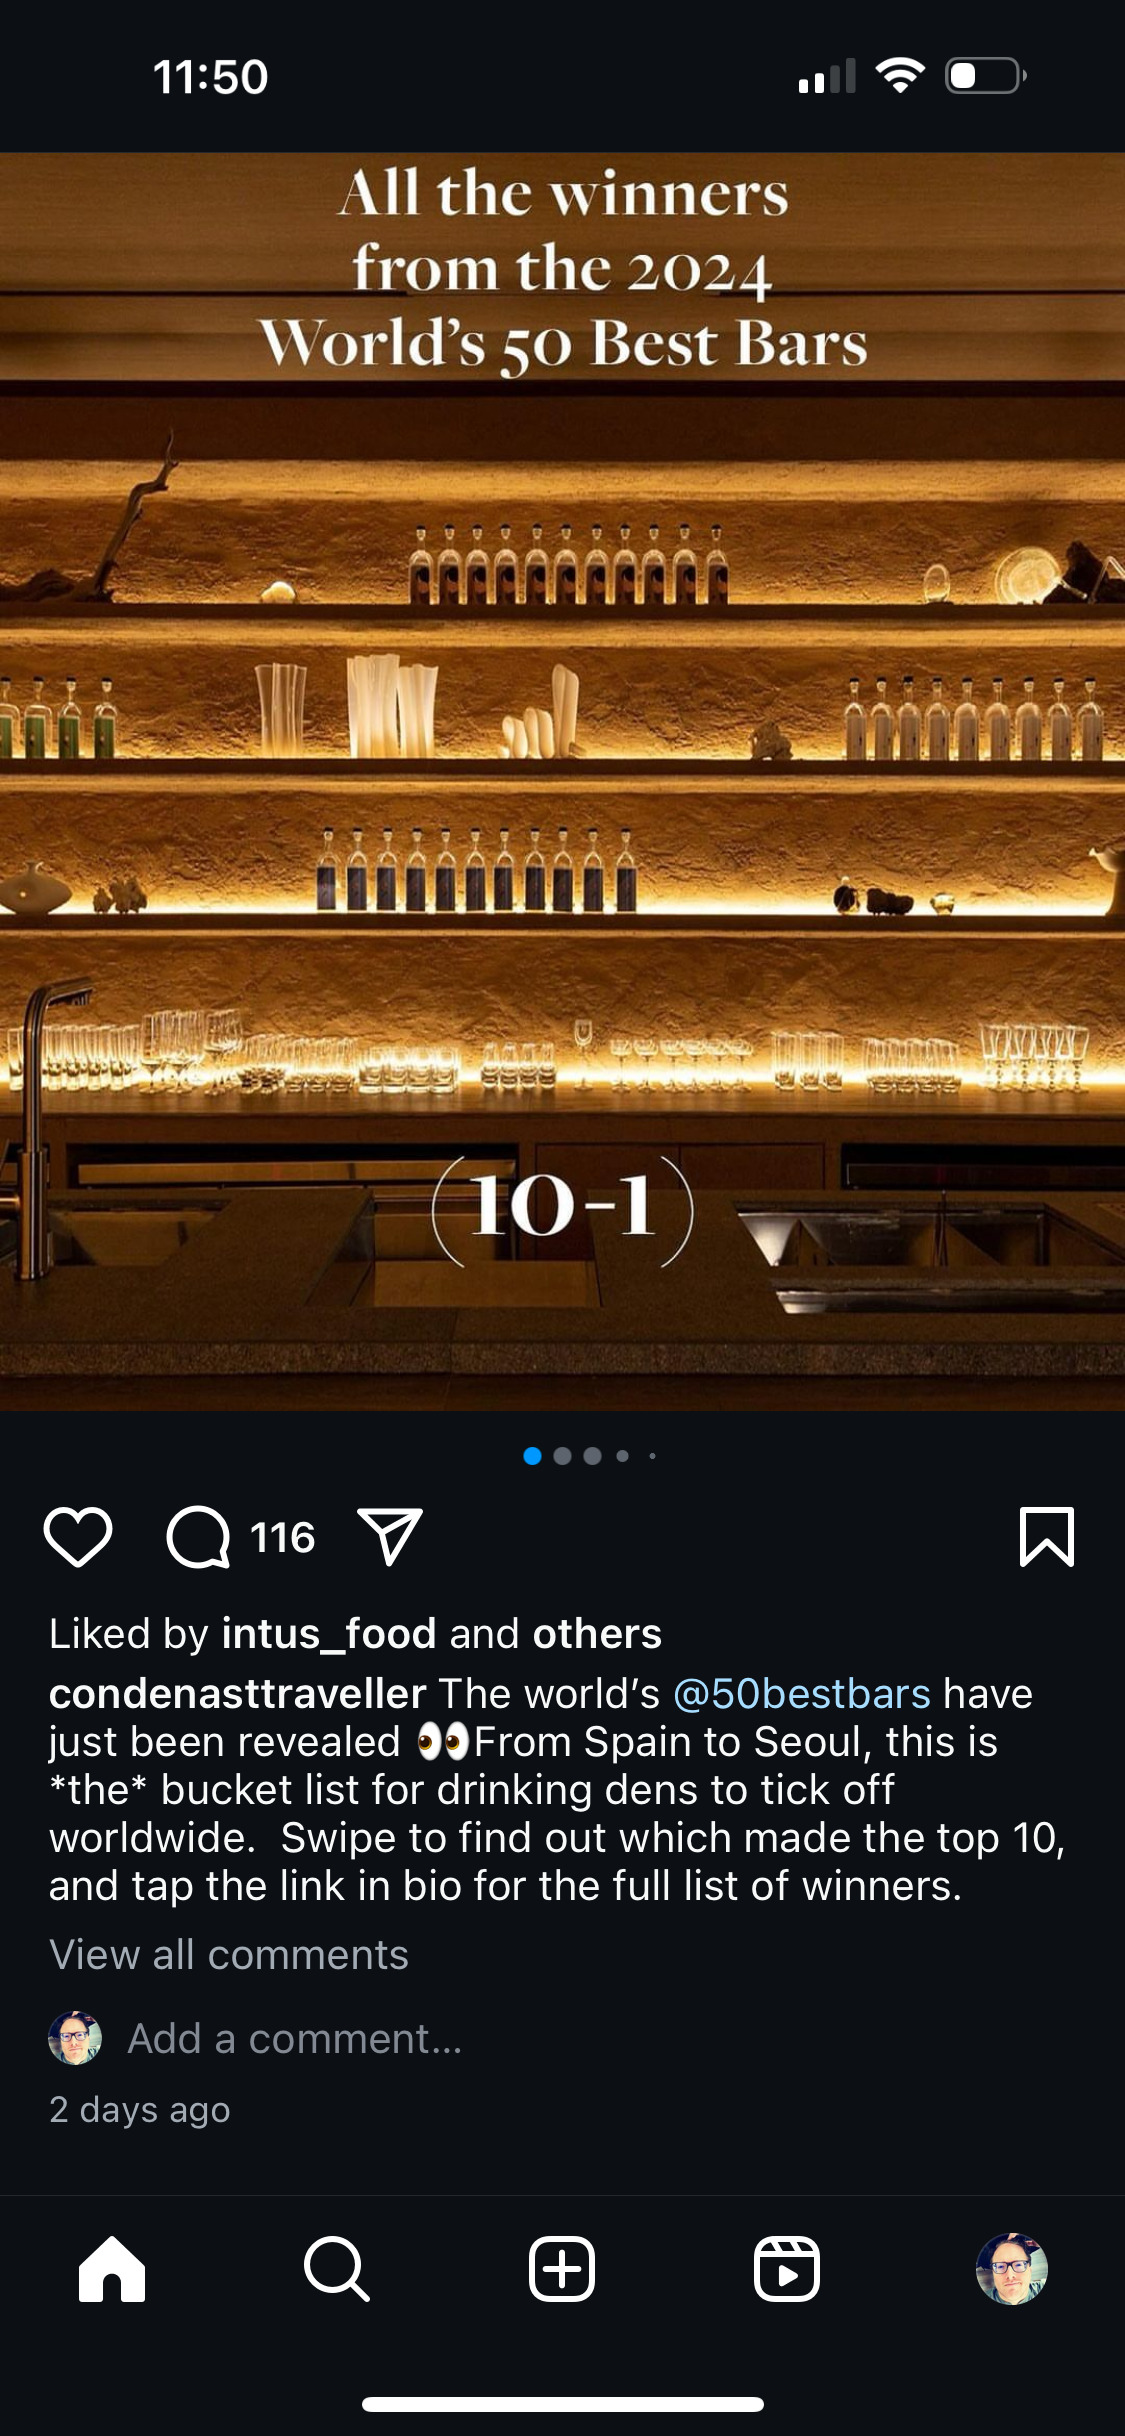 11:50
All the winners
from the 2024
World’s 50 Best Bars
(10-1)
116
Liked by intus_food and others
condenasttraveller The world’s @50bestbars have
just been revealed 👀From Spain to Seoul, this is
*the* bucket list for drinking dens to tick off
worldwide.  Swipe to find out which made the top 10,
and tap the link in bio for the full list of winners.
View all comments
Add a comment...
2 days ago